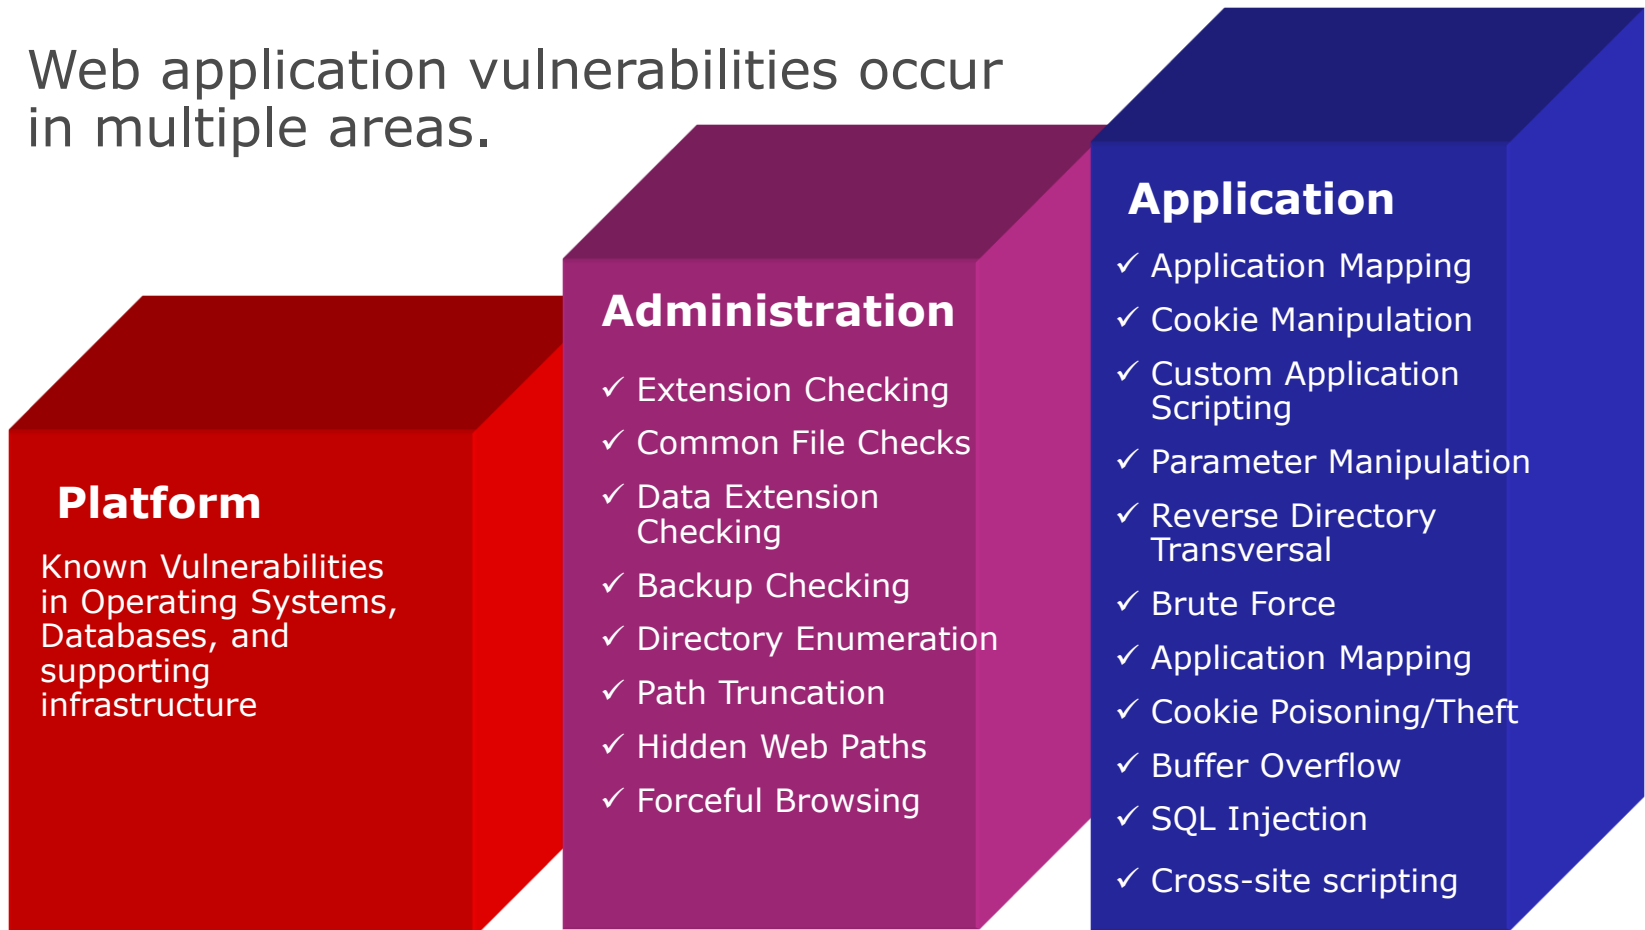 Web application vulnerabilities occur
in multiple areas.
Platform
Known Vulnerabilities
in Operating Systems,
Databases, and
supporting
infrastructure
Administration
✓ Extension Checking
✓ Common File Checks
✓ Data Extension
Checking
✓ Backup Checking
✓ Directory Enumeration
✓ Path Truncation
✓ Hidden Web Paths
✓ Forceful Browsing
Application
✓ Application Mapping
✓ Cookie Manipulation
✓ Custom Application
Scripting
✓ Parameter Manipulation
✓ Reverse Directory
Transversal
✓ Brute Force
✓ Application Mapping
✓ Cookie Poisoning/Theft
✓ Buffer Overflow
✓ SQL Injection
✓ Cross-site scripting